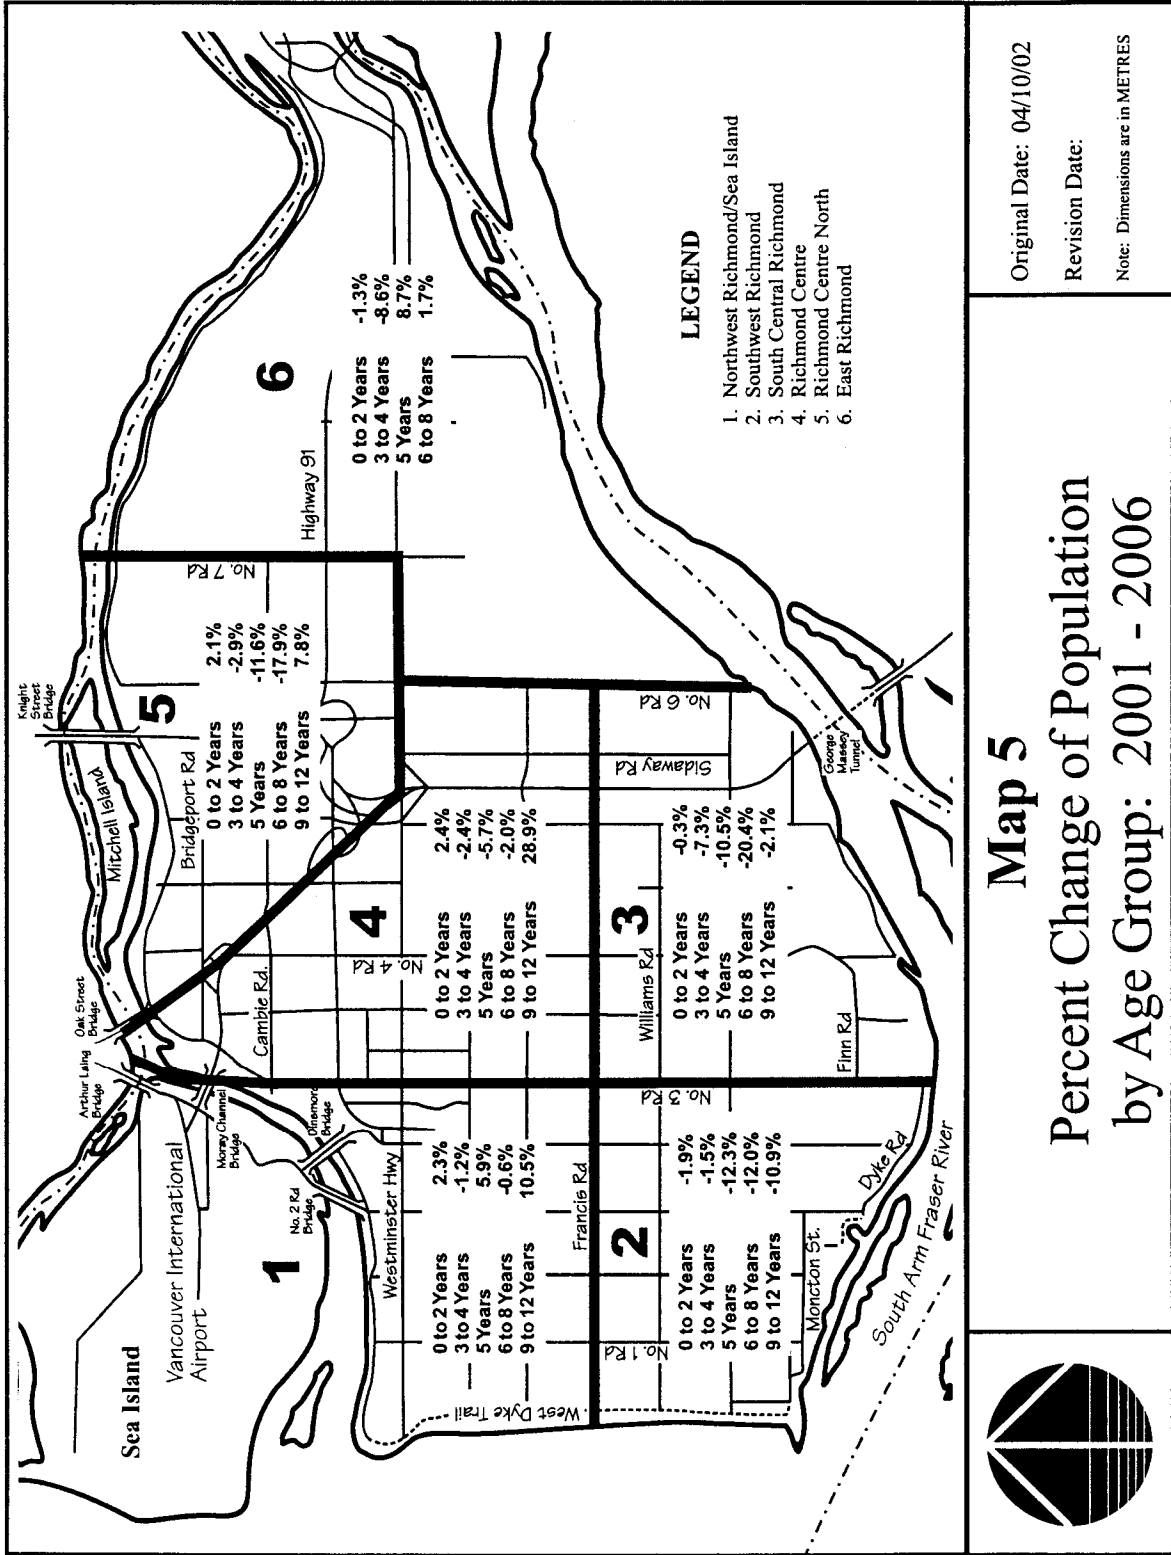 Knight
Street
Bridge
Oak Street
Bridge
Arthur Laing
Bridge
Mitchell Island
Bridgeport Rd
5
0 to 2 Years 2.1%
3 to 4 Years -2.9%
5 Years -11.6%
6 to 8 Years -17.9%
9 to 12 Years 7.8%
No. 7 Rd
Highway 91
6
0 to 2 Years -1.3%
3 to 4 Years -8.6%
5 Years 8.7%
6 to 8 Years 1.7%
Sea Island
Vancouver International
Airport
Moray Channel
Bridge
No. 2 Rd
Bridge
Dinsmore
Bridge
1
Cambie Rd.
Westminster Hwy
0 to 2 Years 2.3%
3 to 4 Years -1.2%
5 Years 5.9%
6 to 8 Years -0.6%
9 to 12 Years 10.5%
4
No. 4 Rd
0 to 2 Years 2.4%
3 to 4 Years -2.4%
5 Years -5.7%
6 to 8 Years -2.0%
9 to 12 Years 28.9%
West Dyke Trail
Francis Rd
2
No. 1 Rd
No. 3 Rd
0 to 2 Years -1.9%
3 to 4 Years -1.5%
5 Years -12.3%
6 to 8 Years -12.0%
9 to 12 Years -10.9%
Moncton St.
Dyke Rd
South Arm Fraser River
3
Williams Rd
Sidaway Rd
No. 6 Rd
0 to 2 Years -0.3%
3 to 4 Years -7.3%
5 Years -10.5%
6 to 8 Years -20.4%
9 to 12 Years -2.1%
Finn Rd
George
Massey
Tunnel
LEGEND
1. Northwest Richmond/Sea Island
2. Southwest Richmond
3. South Central Richmond
4. Richmond Centre
5. Richmond Centre North
6. East Richmond
Map 5
Percent Change of Population
by Age Group: 2001 - 2006
Original Date: 04/10/02
Revision Date:
Note: Dimensions are in METRES